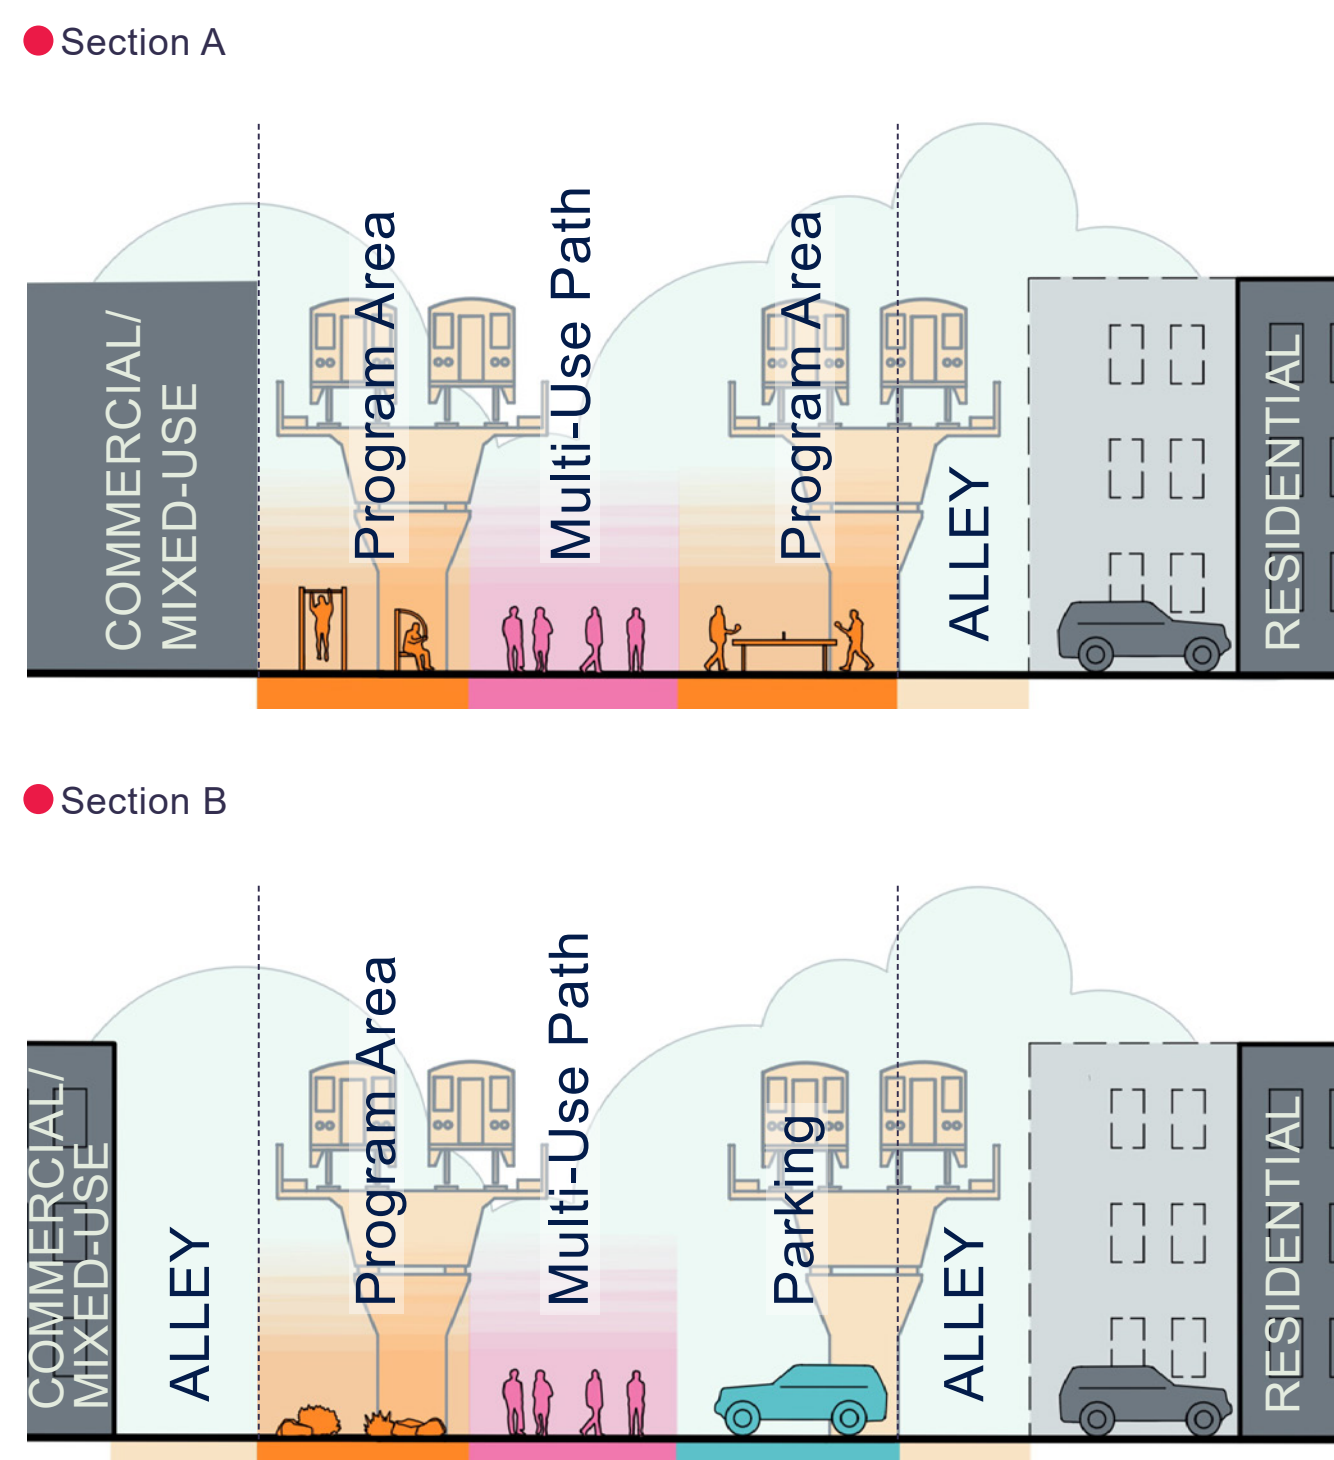 Section A
COMMERCIAL/
MIXED-USE
Program Area
Multi-Use Path
Program Area
ALLEY
RESIDENTIAL
Section B
COMMERCIAL/
MIXED-USE
ALLEY
Program Area
Multi-Use Path
Parking
ALLEY
RESIDENTIAL